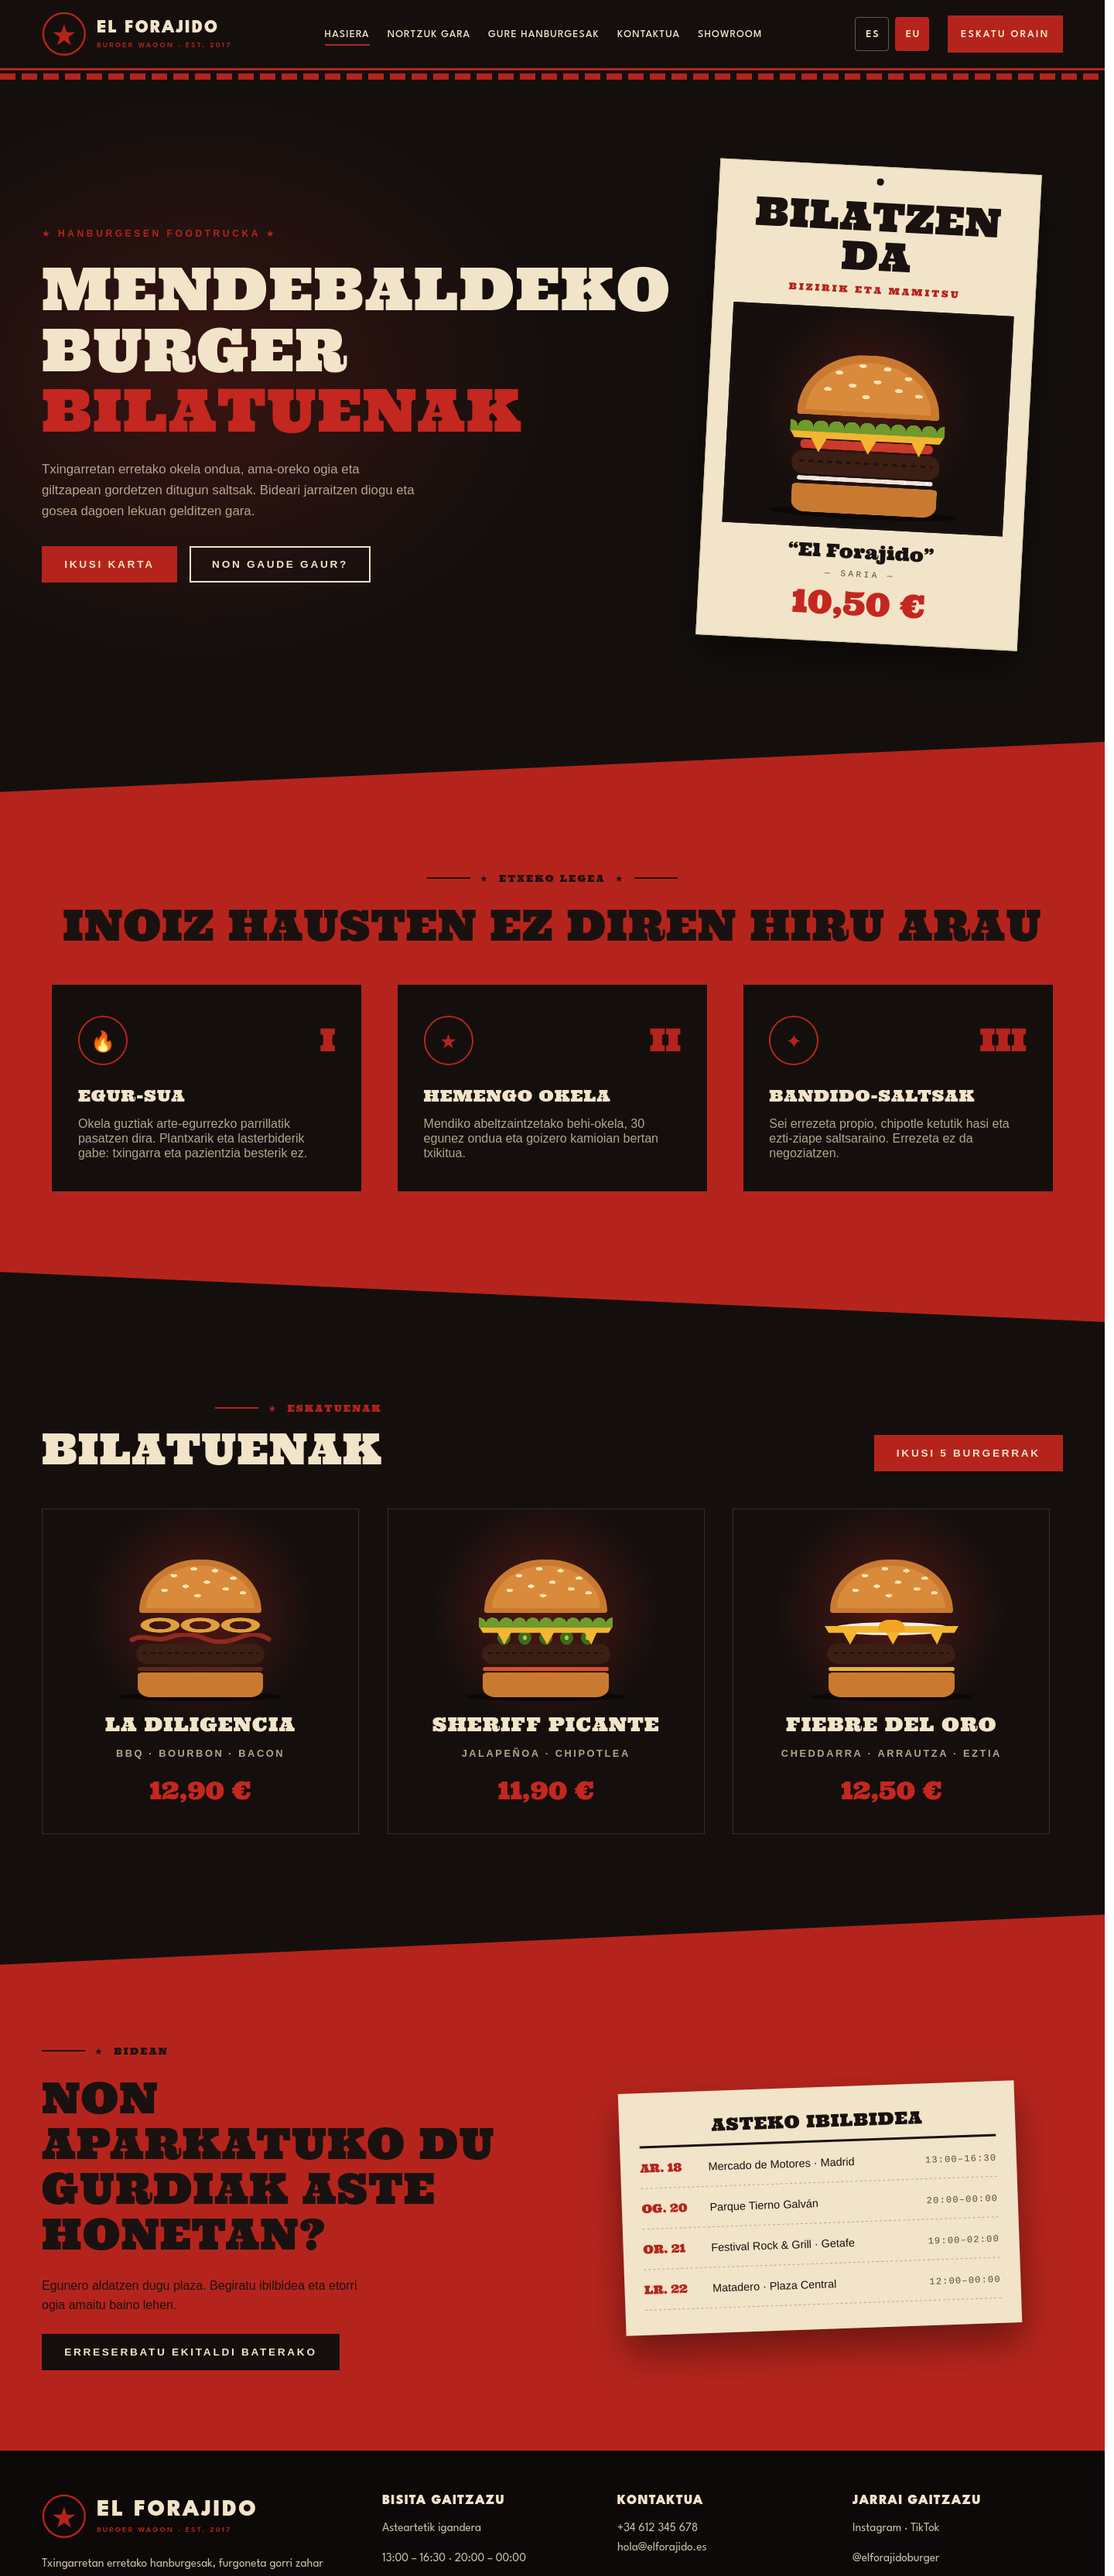 EL FORAJIDO
BURGER WAGON · EST. 2017
HASIERA
NORTZUK GARA
GURE HANBURGESAK
KONTAKTUA
SHOWROOM
ES
EU
ESKATU ORAIN
★ HANBURGESEN FOODTRUCKA ★
MENDEBALDEKO
BURGER
BILATUENAK
Txingarretan erretako okela ondua, ama-oreko ogia eta
giltzapean gordetzen ditugun saltsak. Bideari jarraitzen diogu eta
gosea dagoen lekuan gelditzen gara.
IKUSI KARTA
NON GAUDE GAUR?
BILATZEN
DA
BIZIRIK ETA MAMITSU
“El Forajido”
— SARIA —
10,50 €
★ ETXEKO LEGEA ★
INOIZ HAUSTEN EZ DIREN HIRU ARAU
I
EGUR-SUA
Okela guztiak arte-egurrezko parrillatik
pasatzen dira. Plantxarik eta lasterbiderik
gabe: txingarra eta pazientzia besterik ez.
II
HEMENGO OKELA
Mendiko abeltzaintzetako behi-okela, 30
egunez ondua eta goizero kamioian bertan
txikitua.
III
BANDIDO-SALTSAK
Sei errezeta propio, chipotle ketutik hasi eta
ezti-ziape saltsaraino. Errezeta ez da
negoziatzen.
★ ESKATUENAK
BILATUENAK
IKUSI 5 BURGERRAK
LA DILIGENCIA
BBQ · BOURBON · BACON
12,90 €
SHERIFF PICANTE
JALAPEÑOA · CHIPOTLEA
11,90 €
FIEBRE DEL ORO
CHEDDARRA · ARRAUTZA · EZTIA
12,50 €
★ BIDEAN
NON
APARKATUKO DU
GURDIAK ASTE
HONETAN?
Egunero aldatzen dugu plaza. Begiratu ibilbidea eta etorri
ogia amaitu baino lehen.
ERRESERBATU EKITALDI BATERAKO
ASTEKO IBILBIDEA
AR. 18 Mercado de Motores · Madrid 13:00–16:30
OG. 20 Parque Tierno Galván 20:00–00:00
OR. 21 Festival Rock & Grill · Getafe 19:00–02:00
LR. 22 Matadero · Plaza Central 12:00–00:00
EL FORAJIDO
BURGER WAGON · EST. 2017
Txingarretan erretako hanburgesak, furgoneta gorri zahar
BISITA GAITZAZU
Asteartetik igandera
13:00 – 16:30 · 20:00 – 00:00
KONTAKTUA
+34 612 345 678
hola@elforajido.es
JARRAI GAITZAZU
Instagram · TikTok
@elforajidoburger